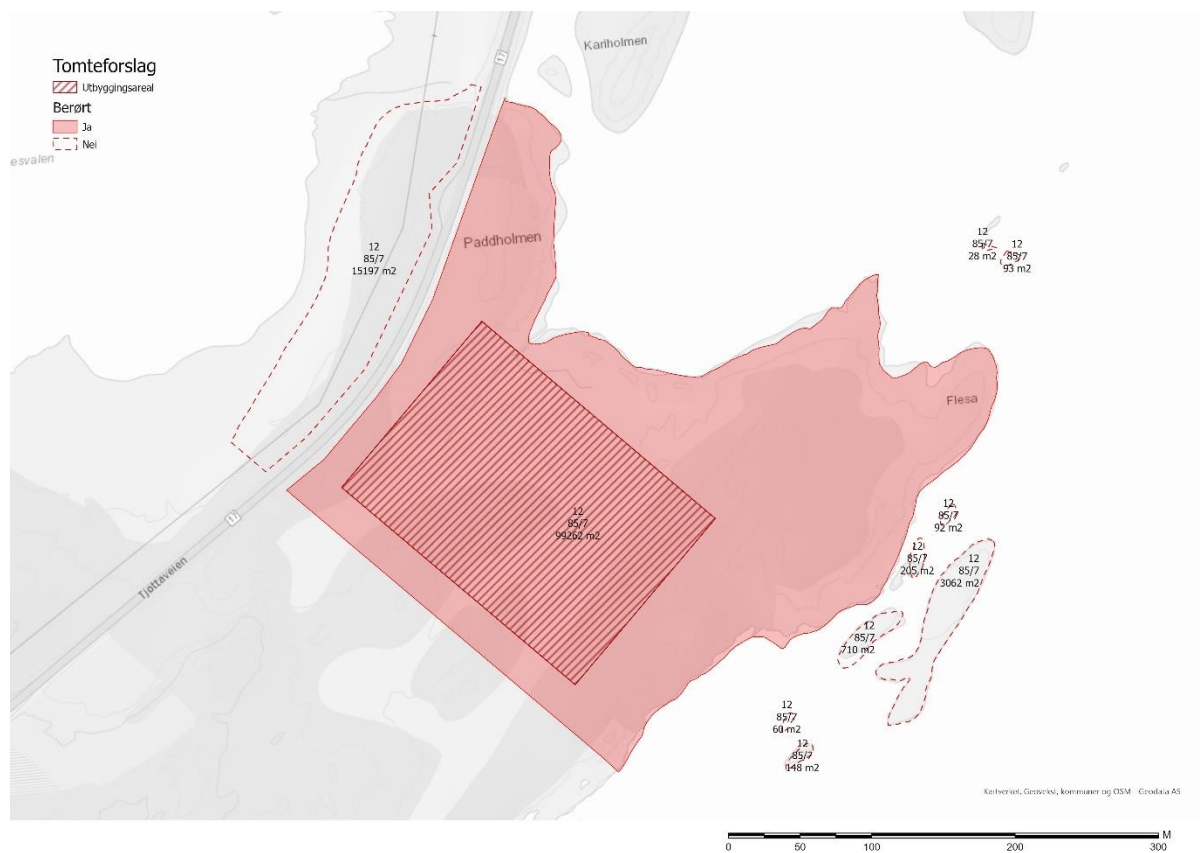 Tomteforslag
Utbyggingsareal
Berørt
Ja
Nei
Kariholmen
17
esvalen
Paddholmen
12
85/7
15197 m2
12
85/7
28 m2
12
85/7
93 m2
Flesa
12
85/7
99262 m2
12
85/7
92 m2
12
85/7
205 m2
12
85/7
3062 m2
12
85/7
710 m2
17
Tjøttaveien
12
85/7
60 m2
12
85/7
148 m2
Kartverket, Geovekst, kommuner og OSM - Geodata AS
M
0 50 100 200 300